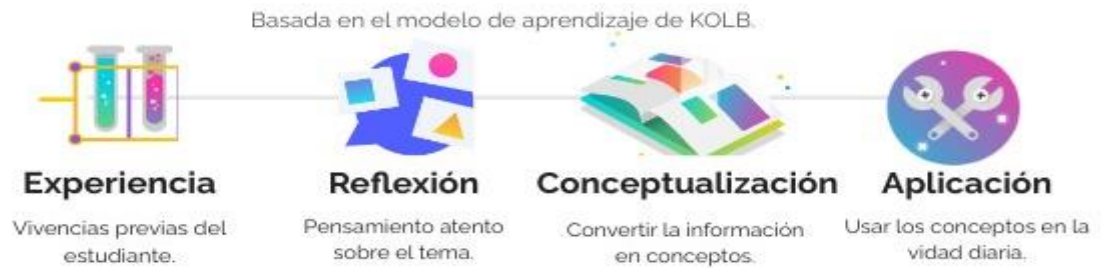 Basada en el modelo de aprendizaje de KOLB.
Experiencia
Vivencias previas del
estudiante.
Reflexión
Pensamiento atento
sobre el tema.
Conceptualización
Convertir la información
en conceptos.
Aplicación
Usar los conceptos en la
vidad diaria.